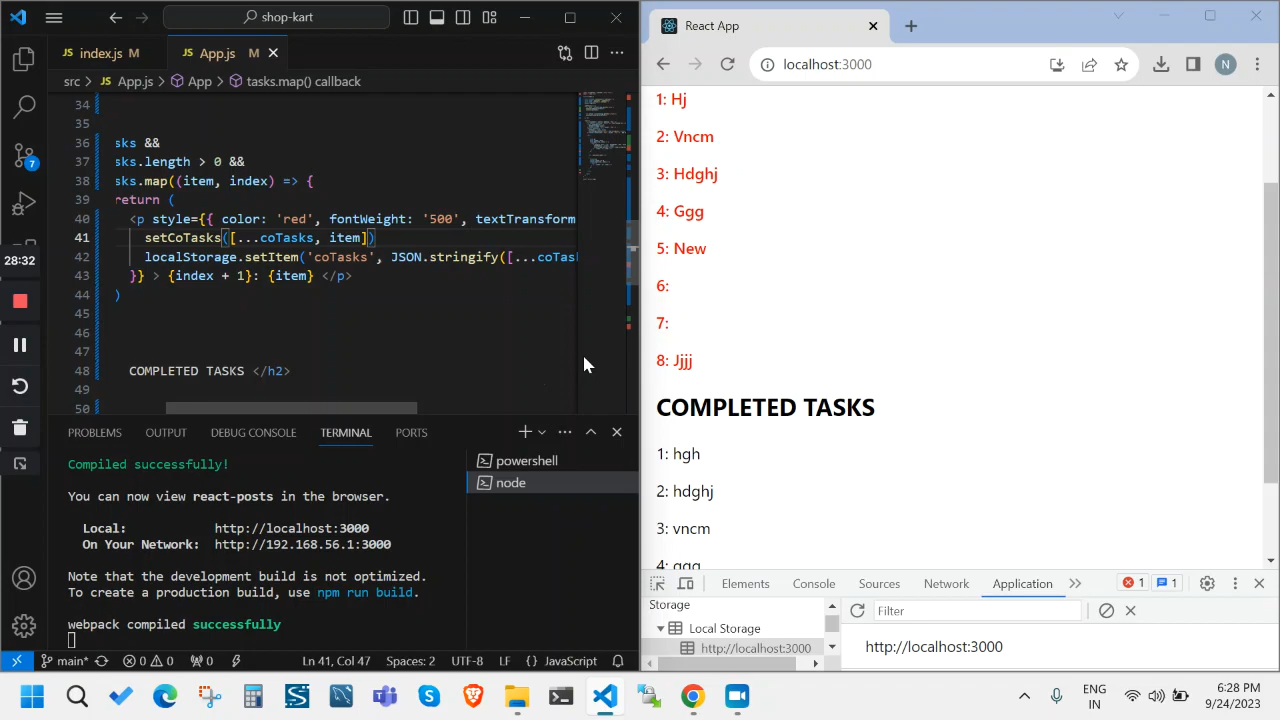 shop-kart
index.js M
App.js M
src > App.js > App > tasks.map() callback
34
35
36 sks &&
37 sks.length > 0 &&
38 sks.map((item, index) => {
39 return (
40 <p style={{ color: 'red', fontWeight: '500', textTransform
41 setCoTasks([...coTasks, item])
42 localStorage.setItem('coTasks', JSON.stringify([...coTas
43 }} > {index + 1}: {item} </p>
44 )
45
46
47
48 COMPLETED TASKS </h2>
49
50
7
28:32
PROBLEMS OUTPUT DEBUG CONSOLE TERMINAL PORTS
powershell
node
Compiled successfully!
You can now view react-posts in the browser.
Local: http://localhost:3000
On Your Network: http://192.168.56.1:3000
Note that the development build is not optimized.
To create a production build, use npm run build.
webpack compiled successfully
main* 0 0 0 Ln 41, Col 47 Spaces: 2 UTF-8 LF {} JavaScript
React App
localhost:3000
N
1: Hj
2: Vncm
3: Hdghj
4: Ggg
5: New
6:
7:
8: Jjjj
COMPLETED TASKS
1: hgh
2: hdghj
3: vncm
4: ggg
Elements Console Sources Network Application 1 1
Storage
Filter
Local Storage
http://localhost:3000
http://localhost:3000
ENG
IN
6:28 PM
9/24/2023